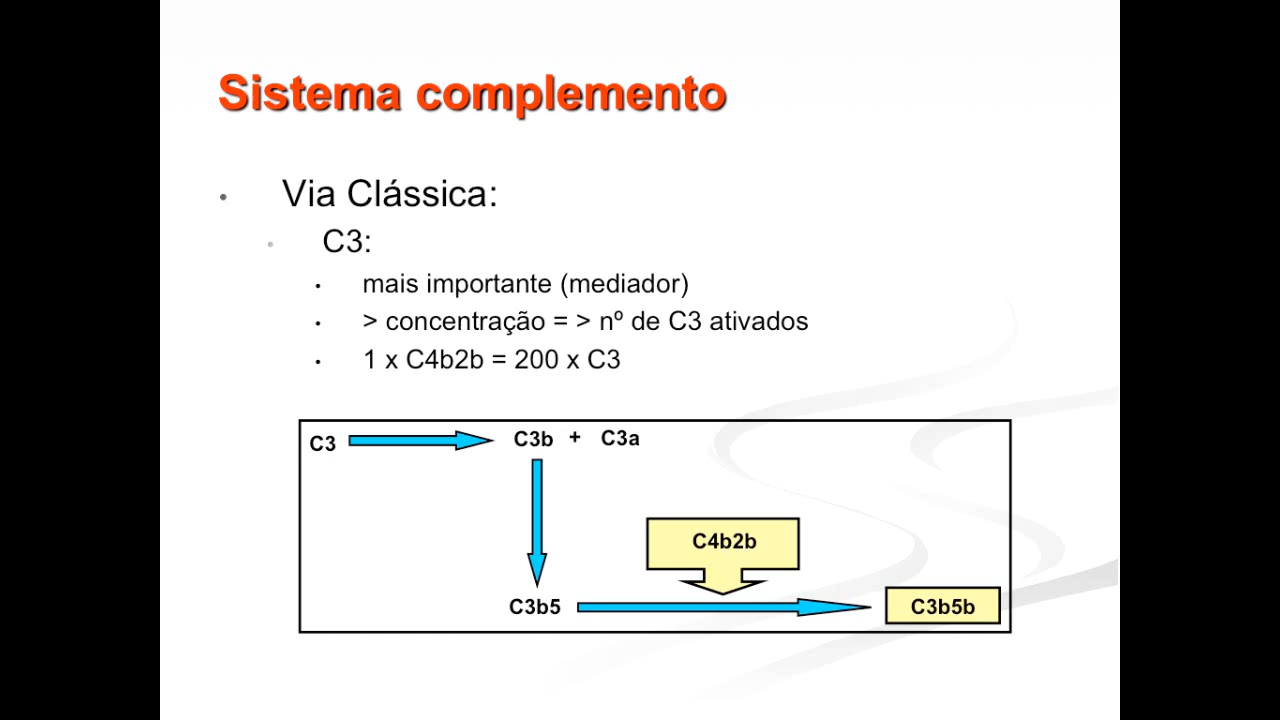 Sistema complemento
• Via Clássica:
• C3:
• mais importante (mediador)
• > concentração = > nº de C3 ativados
• 1 x C4b2b = 200 x C3
C3 C3b + C3a
C4b2b
C3b5 C3b5b